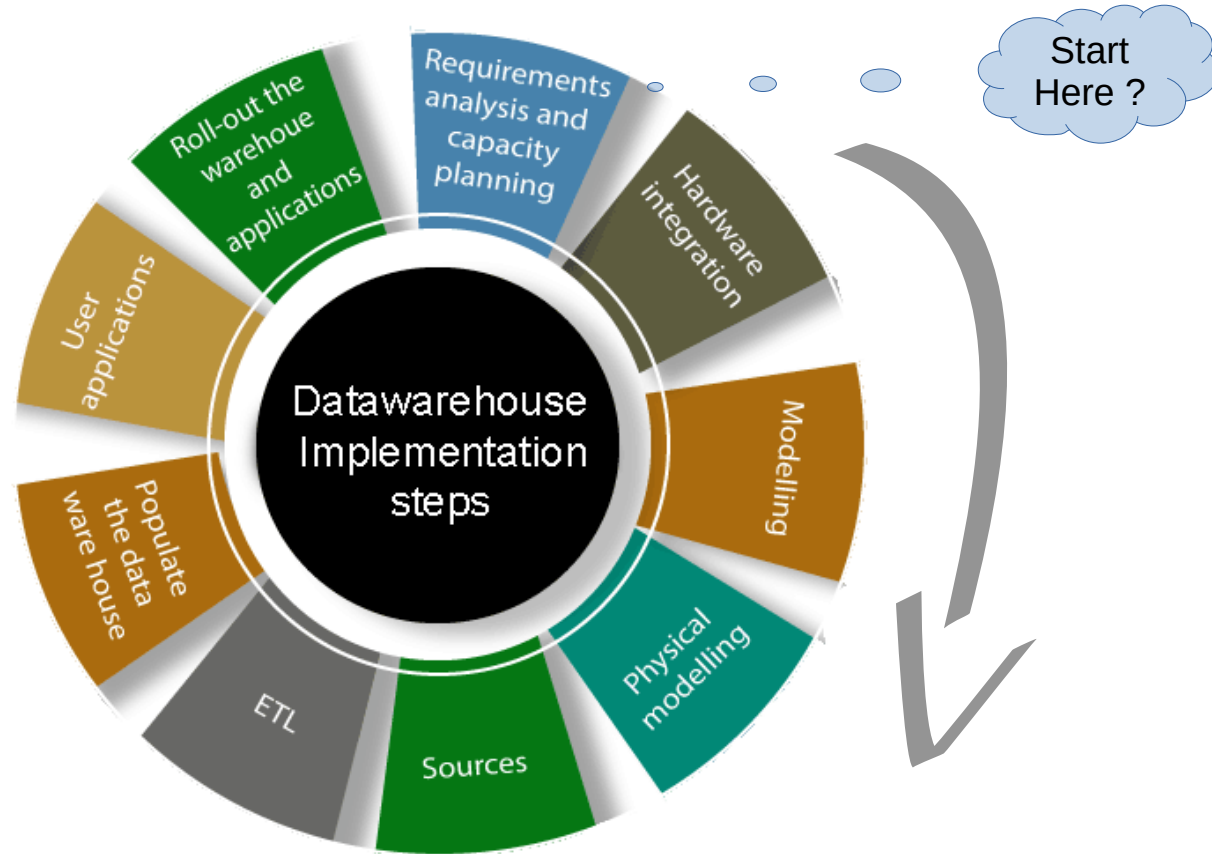 Start
Here ?
Requirements
analysis and
capacity
planning
Hardware
integration
Modelling
Physical
modelling
Sources
ETL
Populate
the data
ware house
User
applications
Roll-out the
warehoue
and
applications
Datawarehouse
Implementation
steps